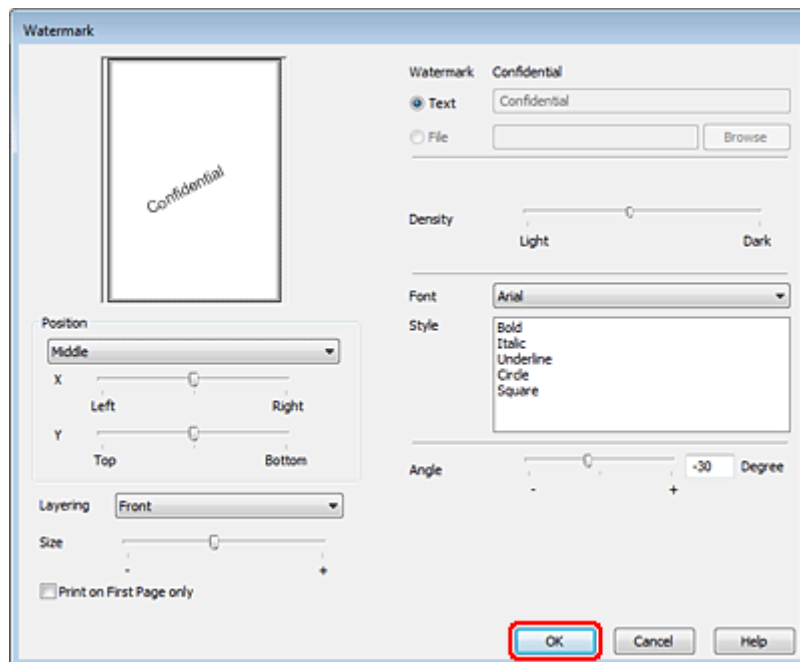 Watermark
Confidential
Position
Middle
X
Left Right
Y
Top Bottom
Layering Front
Size
- +
Print on First Page only
Watermark Confidential
Text Confidential
File Browse
Density
Light Dark
Font Arial
Style Bold
Italic
Underline
Circle
Square
Angle -30 Degree
- +
OK Cancel Help